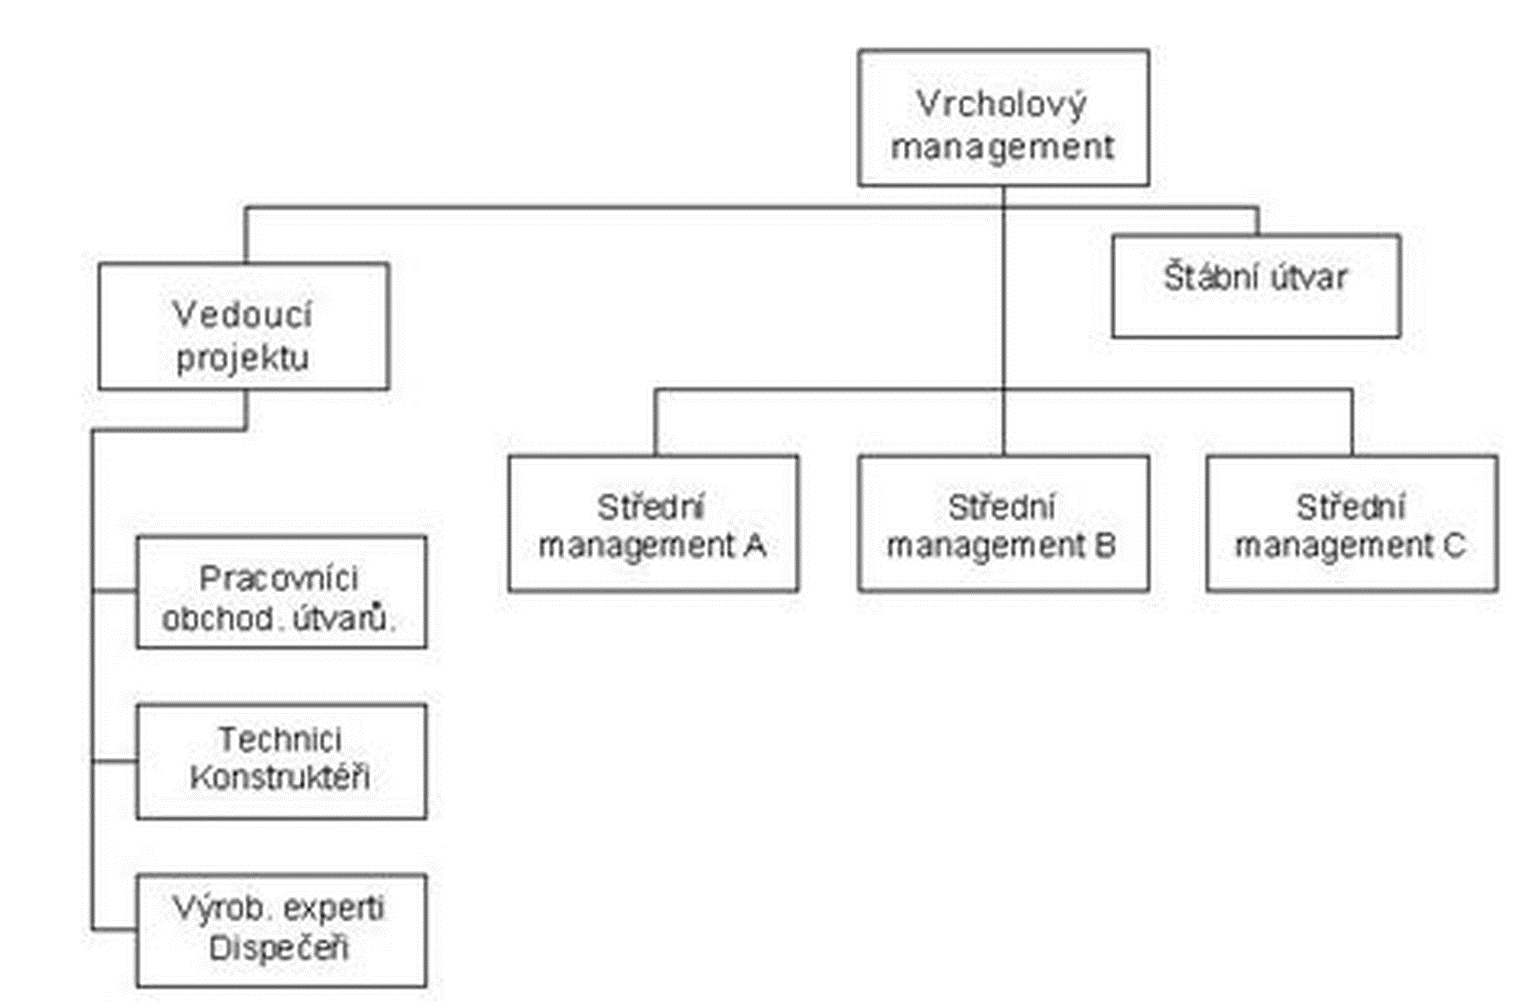 Vrcholový
management
Štábní útvar
Vedoucí
projektu
Střední
management A
Střední
management B
Střední
management C
Pracovníci
obchod. útvarů.
Technici
Konstruktéři
Výrob. experti
Dispečeři